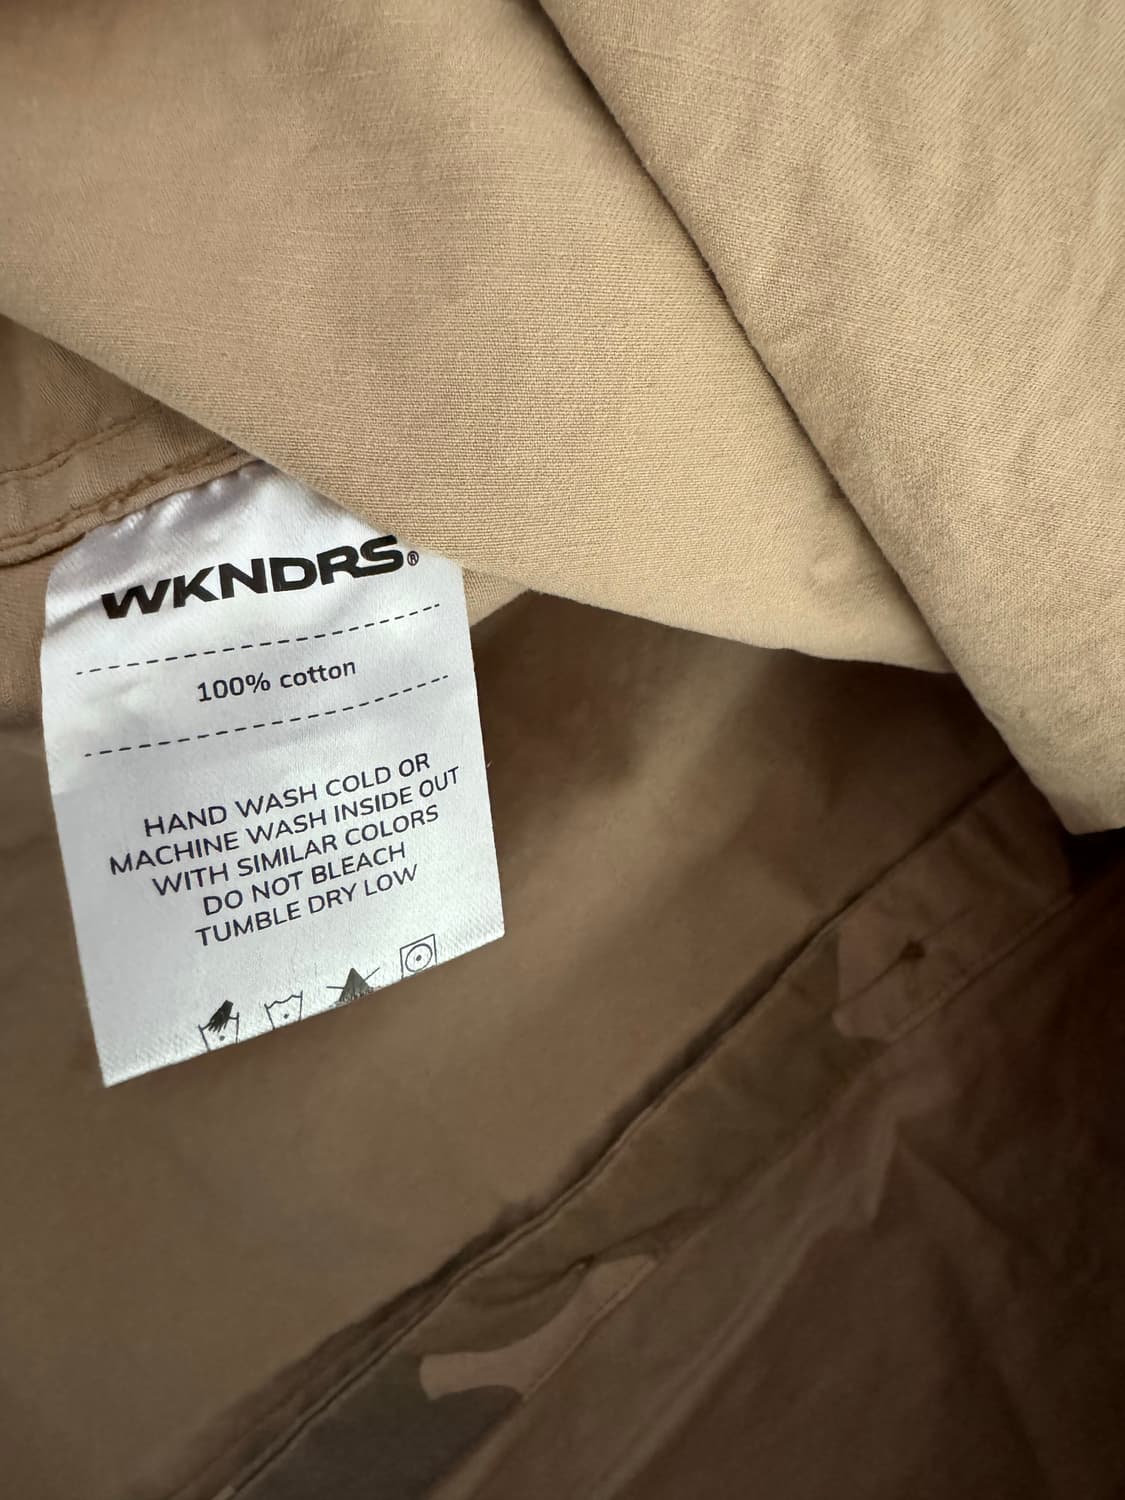 WKNDRS®
100% cotton
HAND WASH COLD OR
MACHINE WASH INSIDE OUT
WITH SIMILAR COLORS
DO NOT BLEACH
TUMBLE DRY LOW